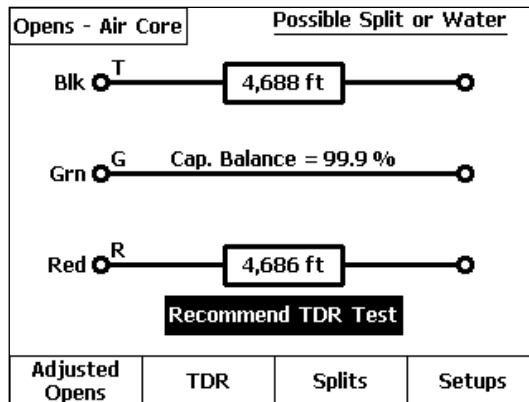 Opens - Air Core
Possible Split or Water
T
Blk
4,688 ft
G
Grn
Cap. Balance = 99.9 %
R
Red
4,686 ft
Recommend TDR Test
Adjusted
Opens
TDR
Splits
Setups